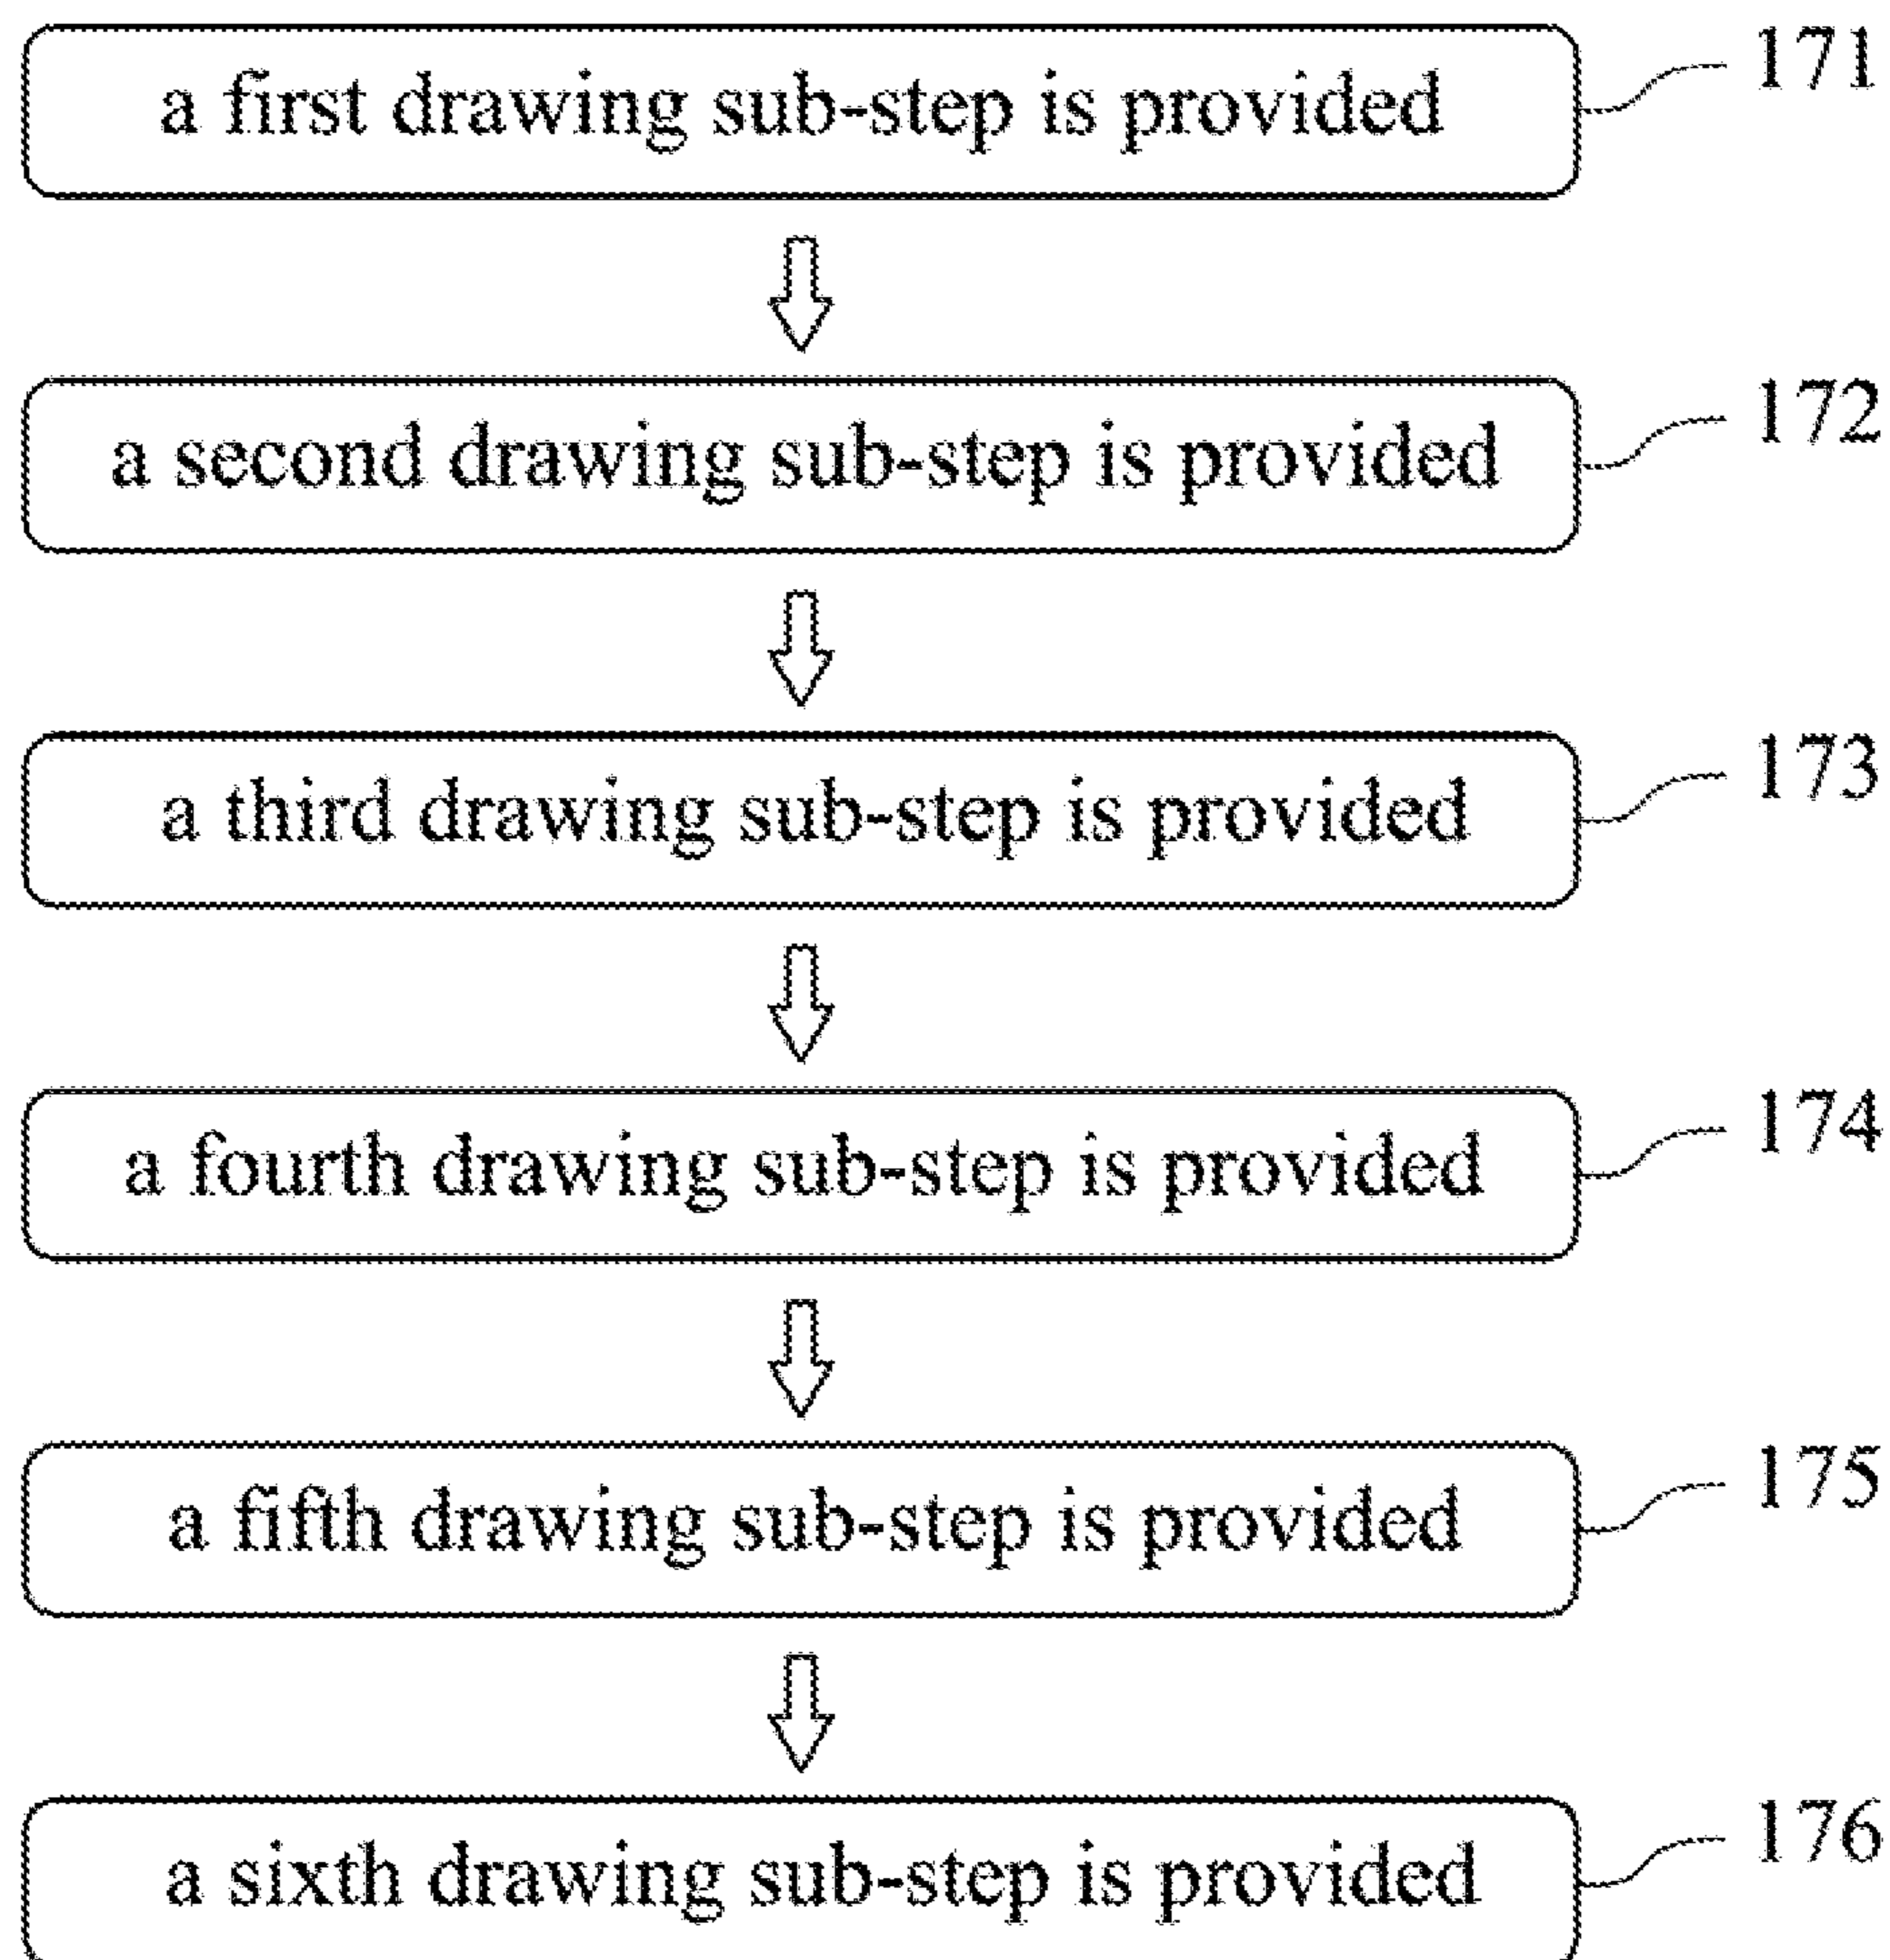 a first drawing sub-step is provided 171
a second drawing sub-step is provided 172
a third drawing sub-step is provided 173
a fourth drawing sub-step is provided 174
a fifth drawing sub-step is provided 175
a sixth drawing sub-step is provided 176